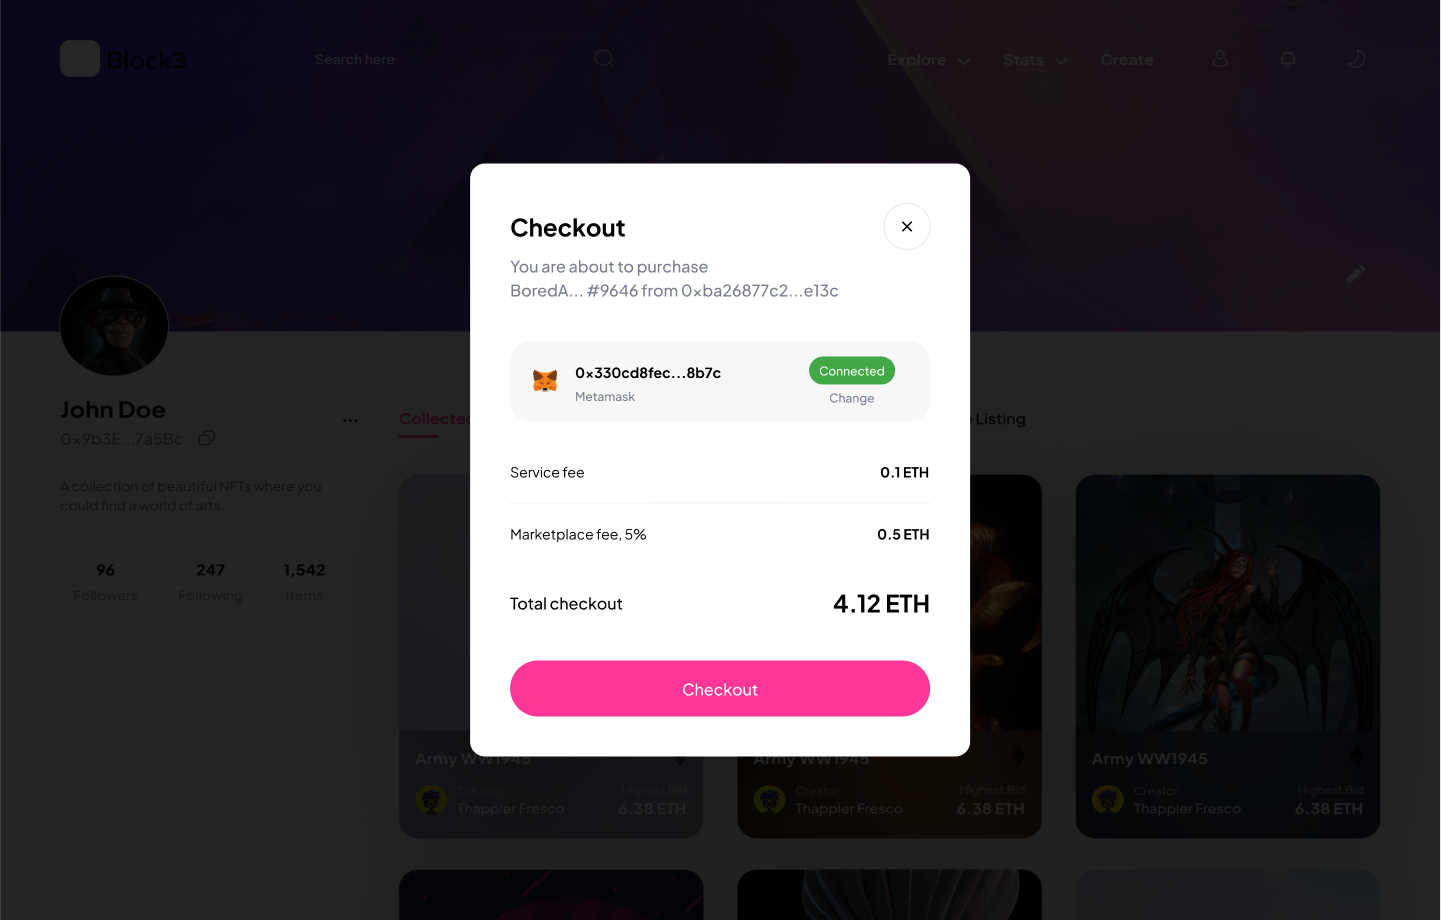 Block3
Search here
Explore
Stats
Create
Checkout
You are about to purchase
BoredA... #9646 from 0xba26877c2...e13c
0x330cd8fec...8b7c
Metamask
Connected
Change
Service fee
0.1 ETH
Marketplace fee, 5%
0.5 ETH
Total checkout
4.12 ETH
Checkout
John Doe
...
0x9b3E...7a5Bc
A collection of beautiful NFTs where you
could find a world of arts.
96
247
1,542
Followers
Following
Items
Collected
Listing
Army WW1945
Creator
Thappier Fresco
Highest Bid
6.38 ETH
Army WW1945
Creator
Thappier Fresco
Highest Bid
6.38 ETH
Army WW1945
Creator
Thappier Fresco
Highest Bid
6.38 ETH